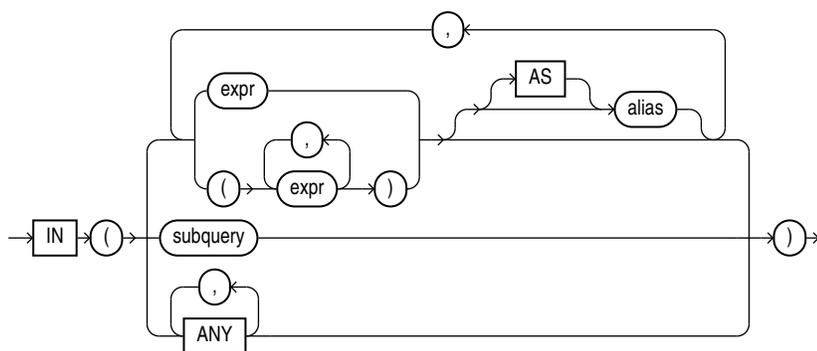 ,
AS
expr
alias
,
( expr )
IN ( subquery )
,
ANY